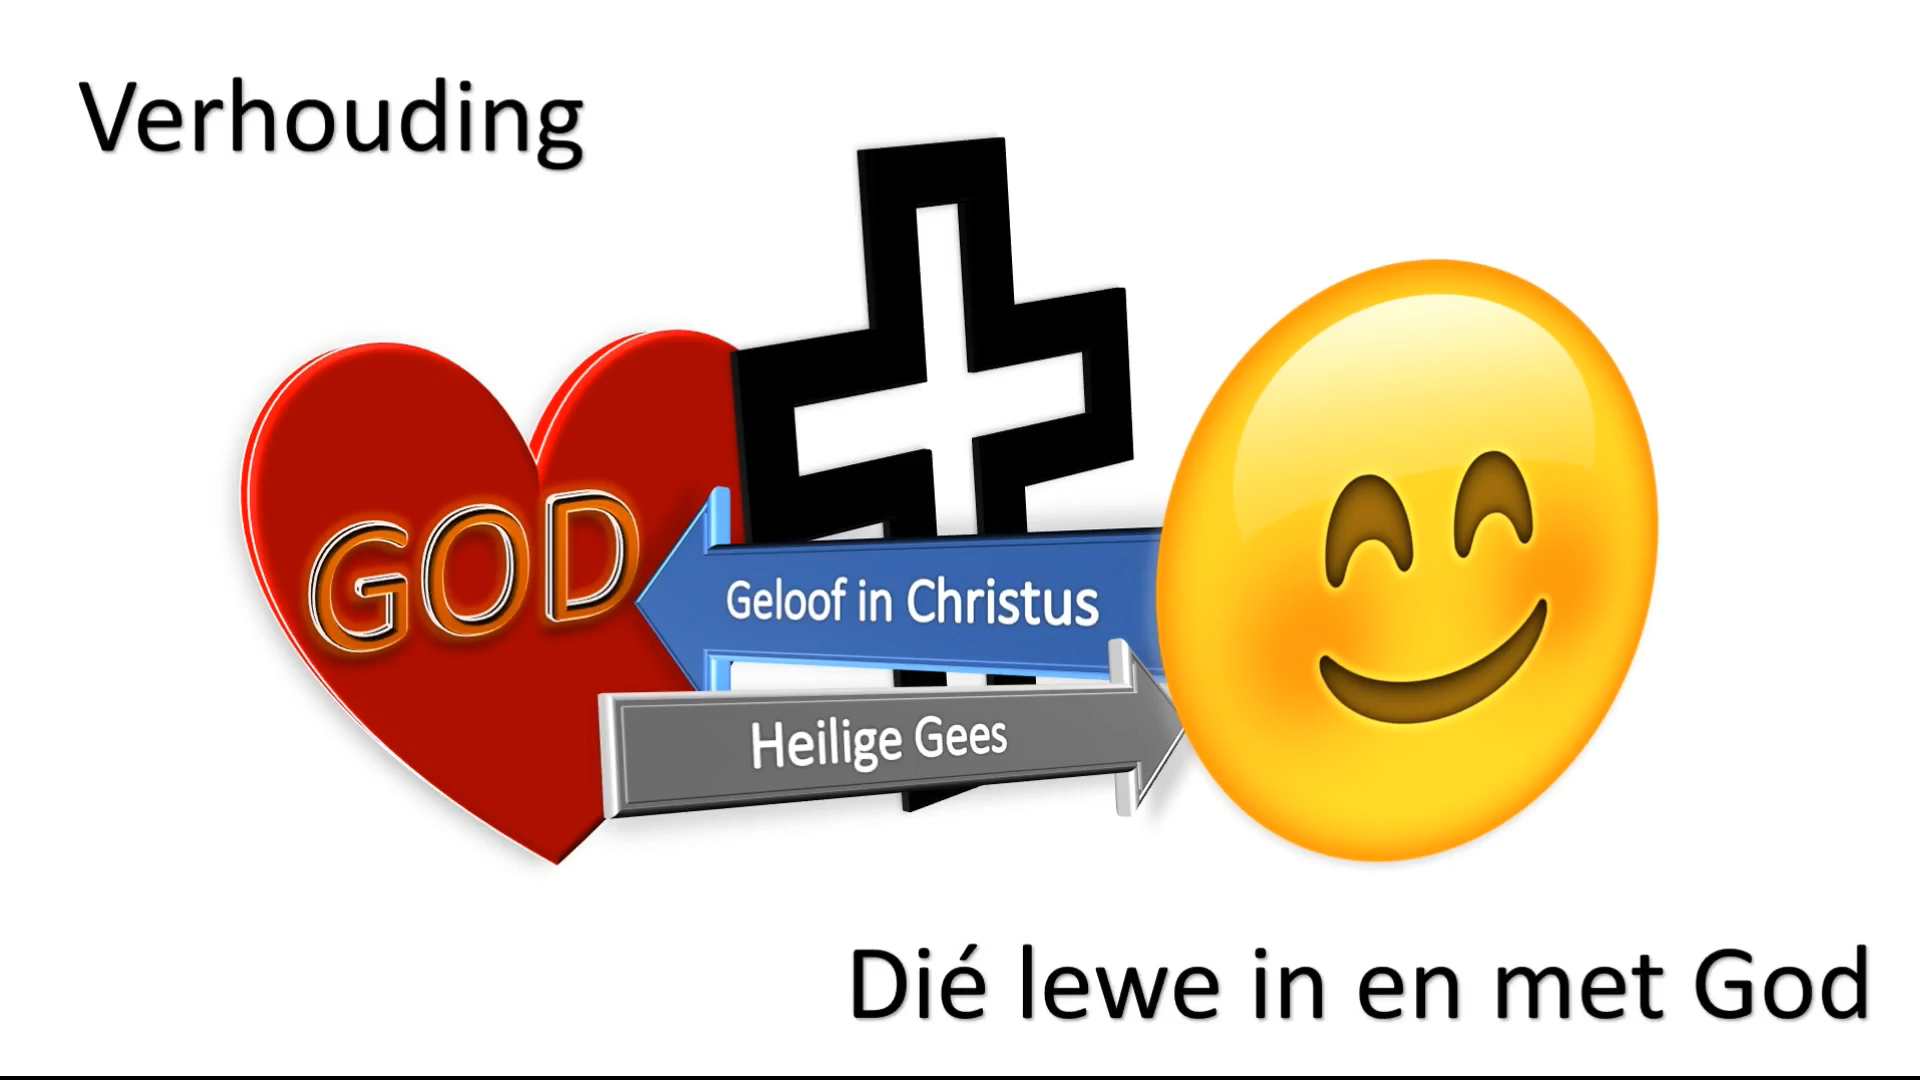 Verhouding
GOD
Geloof in Christus
Heilige Gees
Dié lewe in en met God